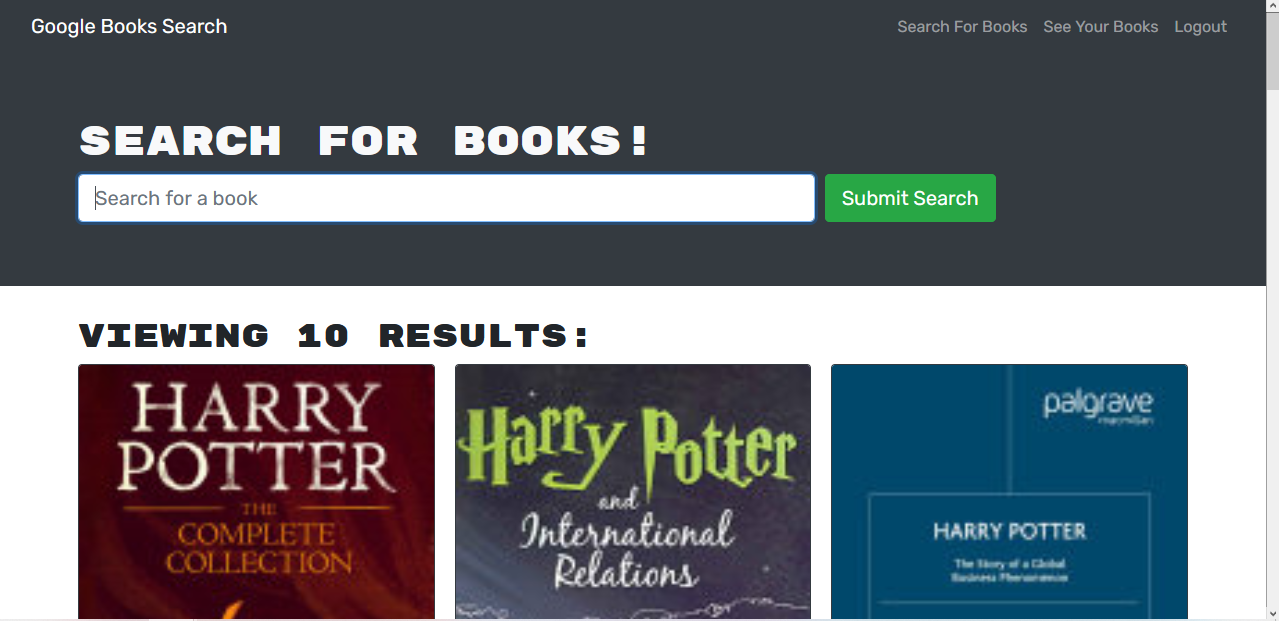 Google Books Search
Search For Books See Your Books Logout
SEARCH FOR BOOKS!
Search for a book
Submit Search
VIEWING 10 RESULTS:
HARRY
POTTER
THE
COMPLETE
COLLECTION
Harry Potter
and
International
Relations
palgrave
macmillan
HARRY POTTER
The Story of a Global
Business Phenomenon